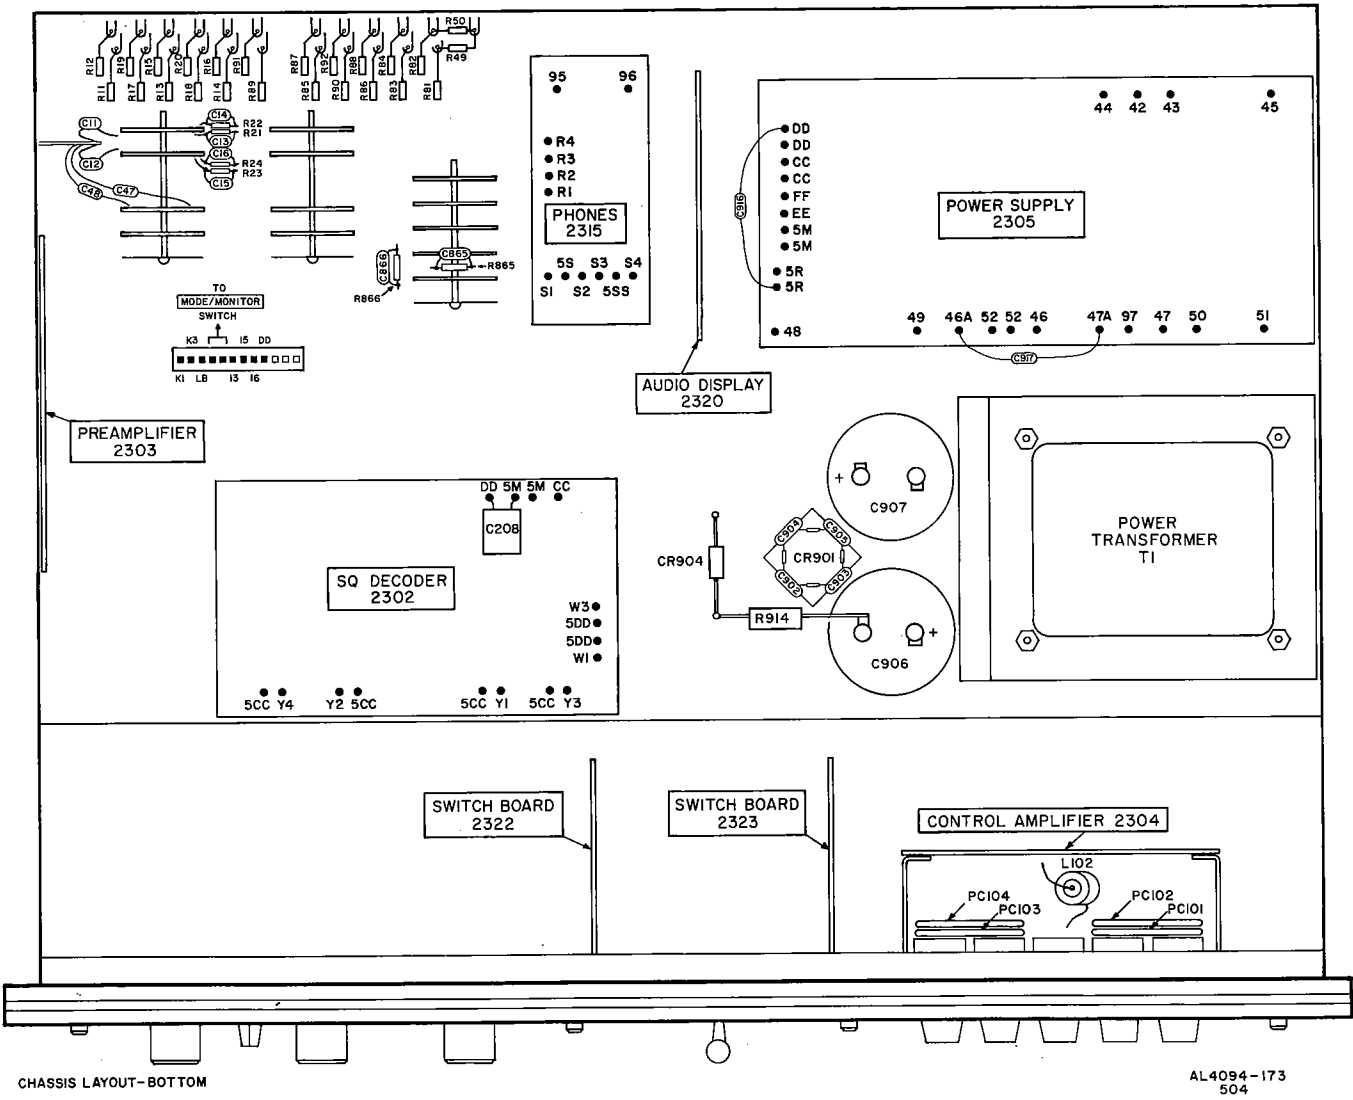 R50
R49
R12
R19
R15
R20
R16
R91
R87
R92
R88
R84
R82
R11
R17
R13
R18
R14
R89
R85
R90
R86
R83
R81
C11
C12
C14
R22
R21
C13
C16
R24
R23
C15
C48
C47
C866
R866
C865
R865
95
96
R4
R3
R2
R1
PHONES
2315
5S S3 S4
S1 S2 5SS
44 42 43 45
DD
DD
CC
CC
FF
EE
5M
5M
5R
5R
C916
POWER SUPPLY
2305
48
49 46A 52 52 46 47A 97 47 50 51
C917
TO
MODE/MONITOR
SWITCH
K3 15 DD
K1 LB 13 16
AUDIO DISPLAY
2320
PREAMPLIFIER
2303
DD 5M 5M CC
C208
SQ DECODER
2302
W3
5DD
5DD
W1
5CC Y4 Y2 5CC 5CC Y1 5CC Y3
+
C907
C904
C905
CR901
C902
C903
CR904
R914
+
C906
POWER
TRANSFORMER
T1
SWITCH BOARD
2322
SWITCH BOARD
2323
CONTROL AMPLIFIER 2304
L102
PC104
PC103
PC102
PC101
CHASSIS LAYOUT-BOTTOM
AL4094-173
504